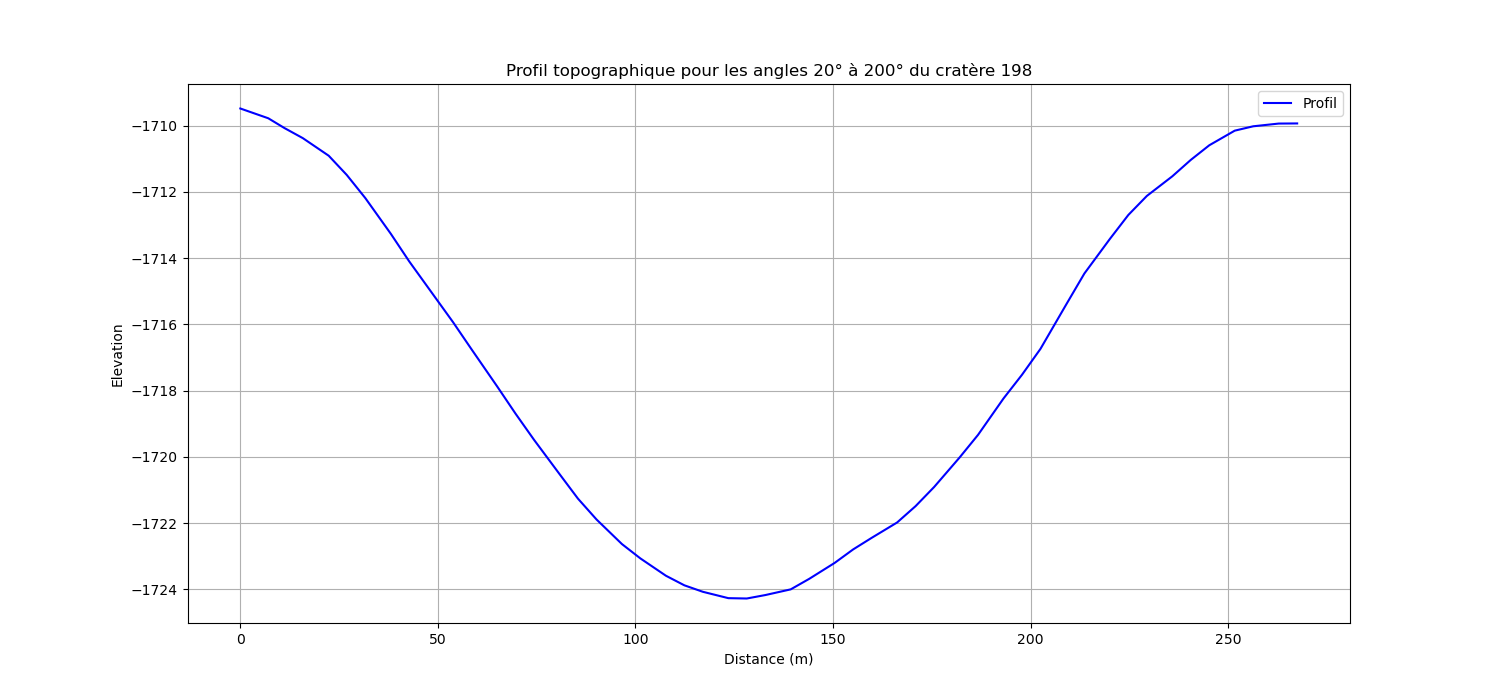 Profil topographique pour les angles 20° à 200° du cratère 198
Profil
−1710
−1712
−1714
−1716
−1718
−1720
−1722
−1724
Elevation
0 50 100 150 200 250
Distance (m)